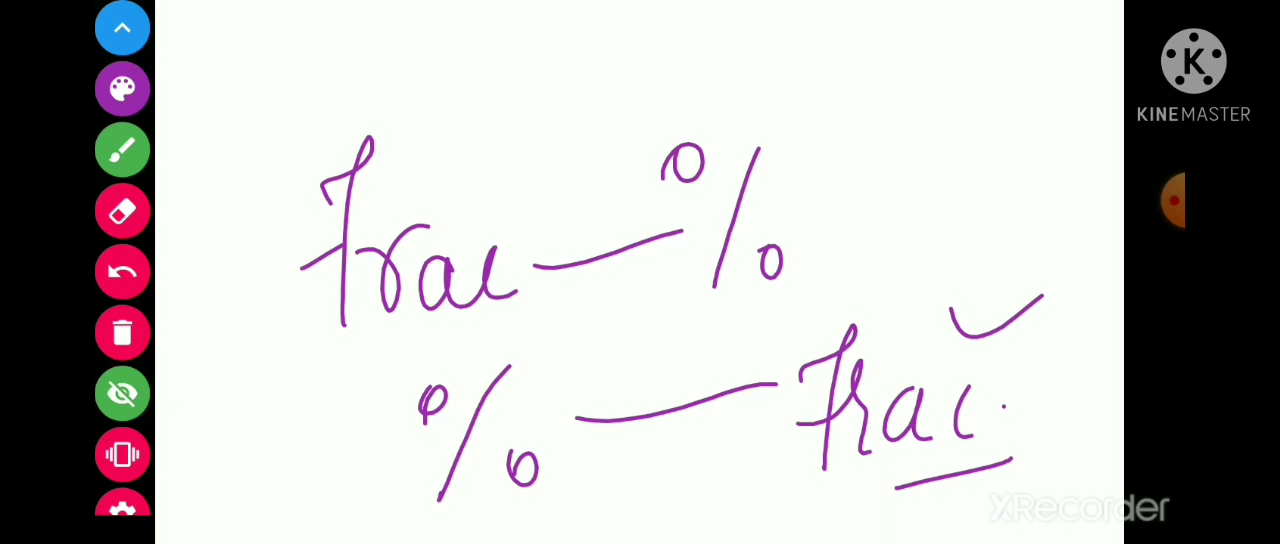 Frac — %
% — Frac.
KINEMASTER
XRecorder